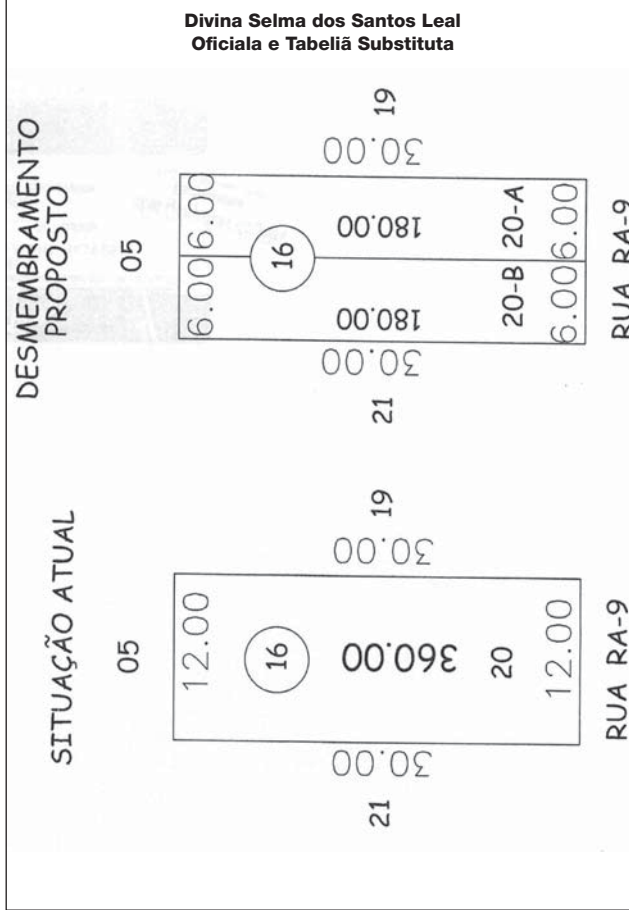 Divina Selma dos Santos Leal
Oficiala e Tabeliã Substituta
SITUAÇÃO ATUAL
05
12.00
16
21
30.00
360.00
30.00
19
20
12.00
RUA RA-9
DESMEMBRAMENTO
PROPOSTO
05
6.00
6.00
16
21
30.00
180.00
180.00
30.00
19
20-B
20-A
6.00
6.00
RUA RA-9